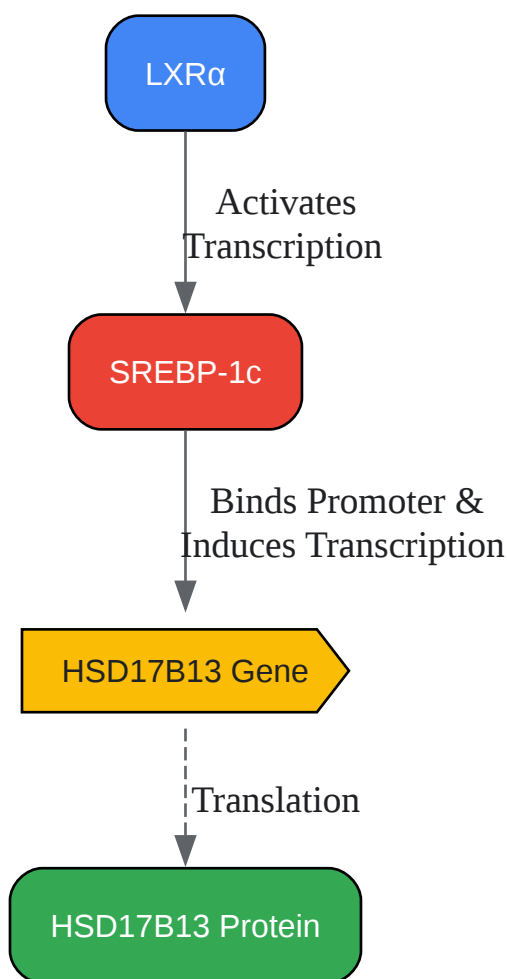 LXRα
Activates
Transcription
SREBP-1c
Binds Promoter &
Induces Transcription
HSD17B13 Gene
Translation
HSD17B13 Protein